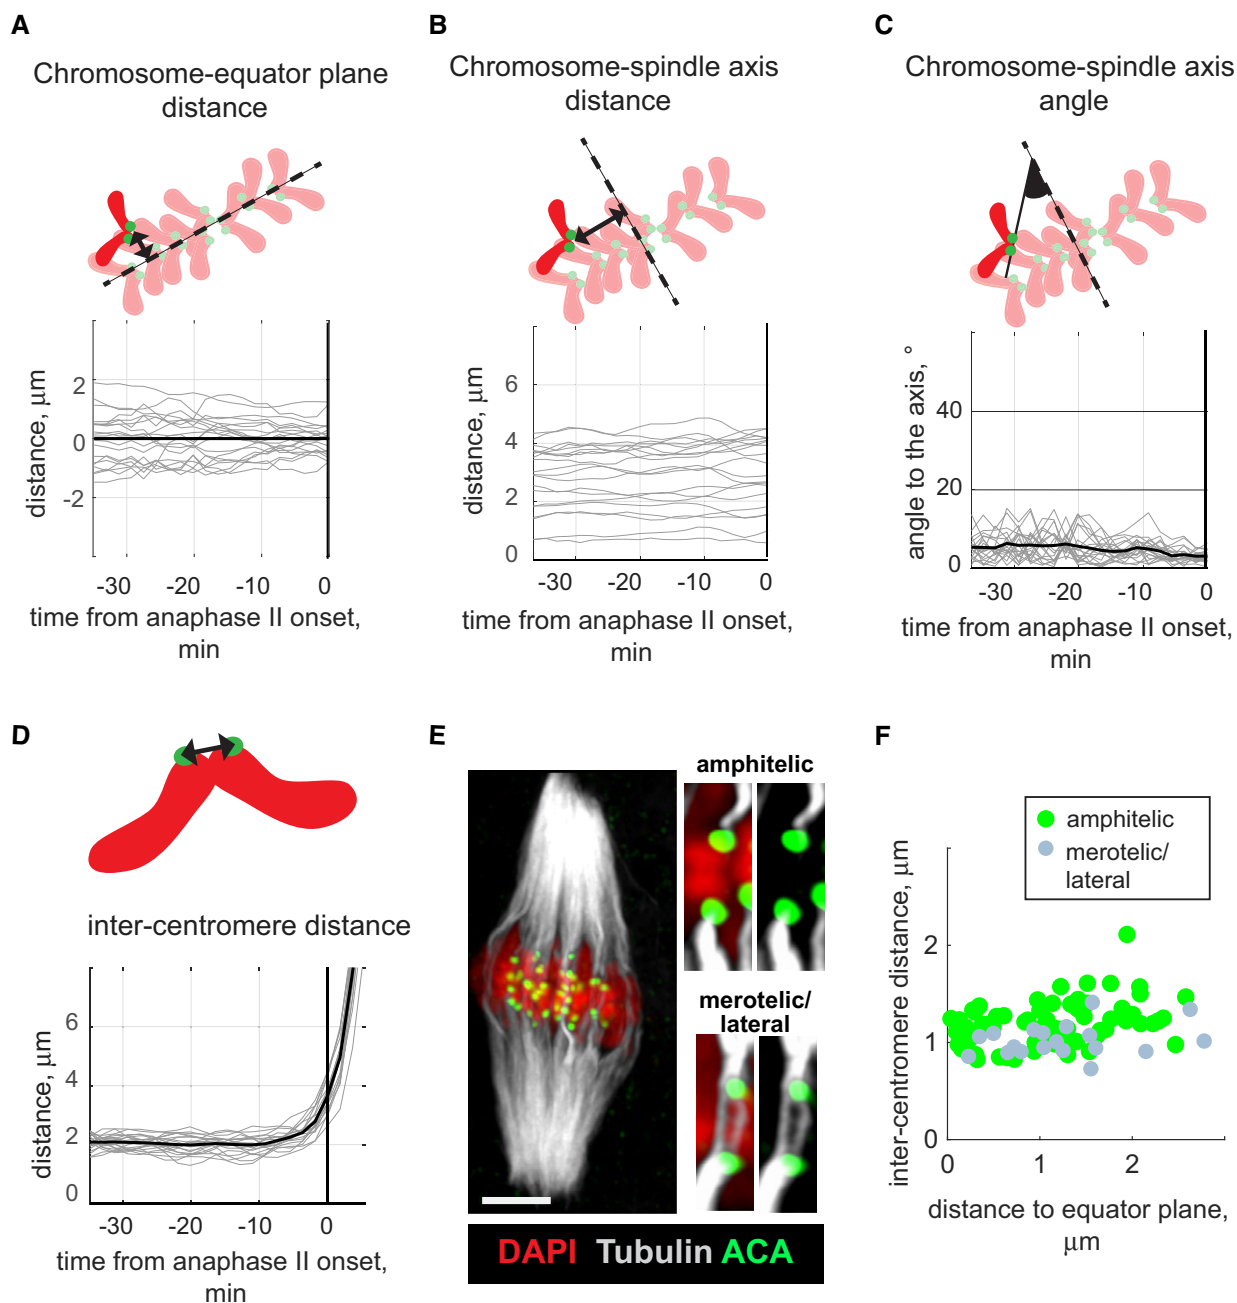 A
Chromosome-equator plane
distance
distance, μm
2
0
-2
-30
-20
-10
0
time from anaphase II onset,
min
B
Chromosome-spindle axis
distance
distance, μm
6
4
2
0
-30
-20
-10
0
time from anaphase II onset,
min
C
Chromosome-spindle axis
angle
angle to the axis, °
40
20
0
-30
-20
-10
0
time from anaphase II onset,
min
D
inter-centromere distance
distance, μm
6
4
2
0
-30
-20
-10
0
time from anaphase II onset,
min
E
amphitelic
merotelic/
lateral
DAPI Tubulin ACA
F
amphitelic
merotelic/
lateral
inter-centromere distance, μm
2
1
0
0
1
2
distance to equator plane,
μm